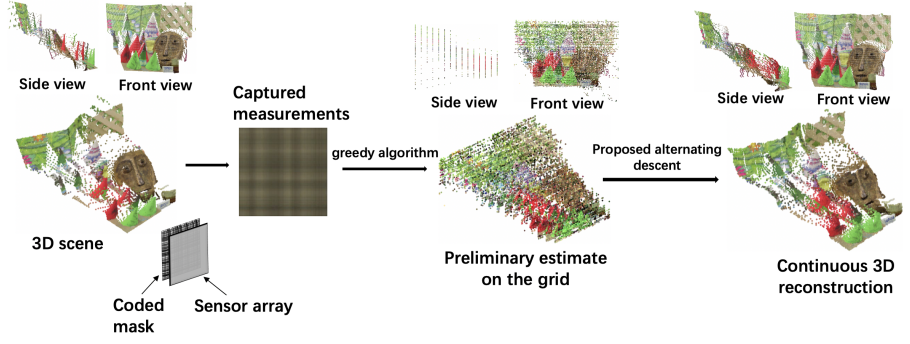 Side view
Front view
3D scene
Coded
mask
Sensor array
Captured
measurements
greedy algorithm
Side view
Front view
Preliminary estimate
on the grid
Proposed alternating
descent
Side view
Front view
Continuous 3D
reconstruction